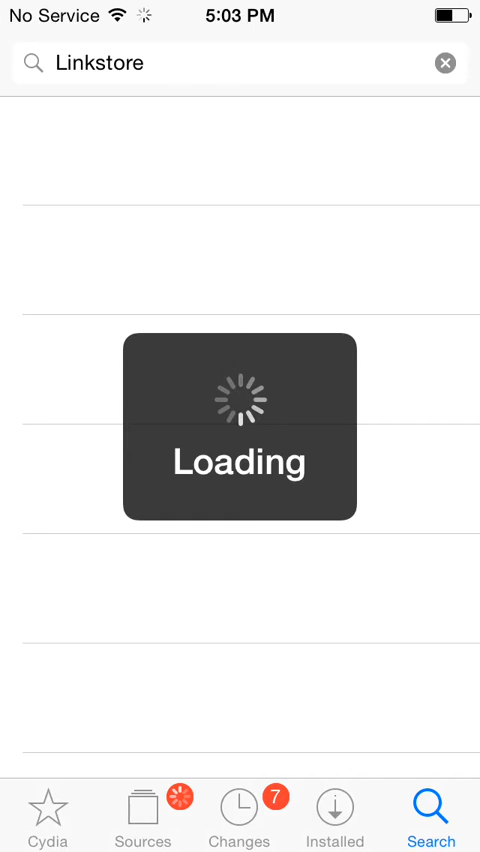 No Service 5:03 PM
Linkstore
Loading
7
Cydia Sources Changes Installed Search